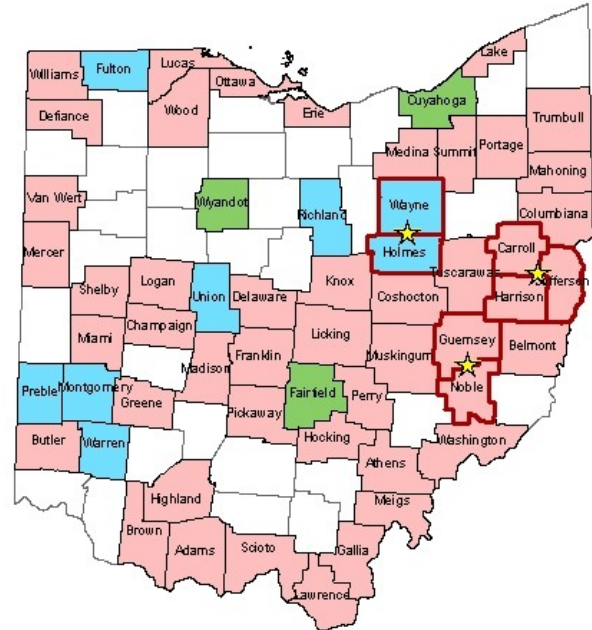 Lake
Williams
Fulton
Lucas
Ottawa
Cuyahoga
Defiance
Wood
Erie
Trumbull
Medina
Summit
Portage
Mahoning
Van Wert
Wyandot
Richland
Wayne
Columbiana
Mercer
Holmes
Carroll
Tuscarawas
Jefferson
Shelby
Logan
Union
Delaware
Knox
Coshocton
Harrison
Champaign
Licking
Guernsey
Miami
Franklin
Muskingum
Belmont
Madison
Preble
Montgomery
Greene
Fairfield
Perry
Noble
Pickaway
Butler
Warren
Hocking
Washington
Athens
Highland
Meigs
Brown
Adams
Scioto
Gallia
Lawrence